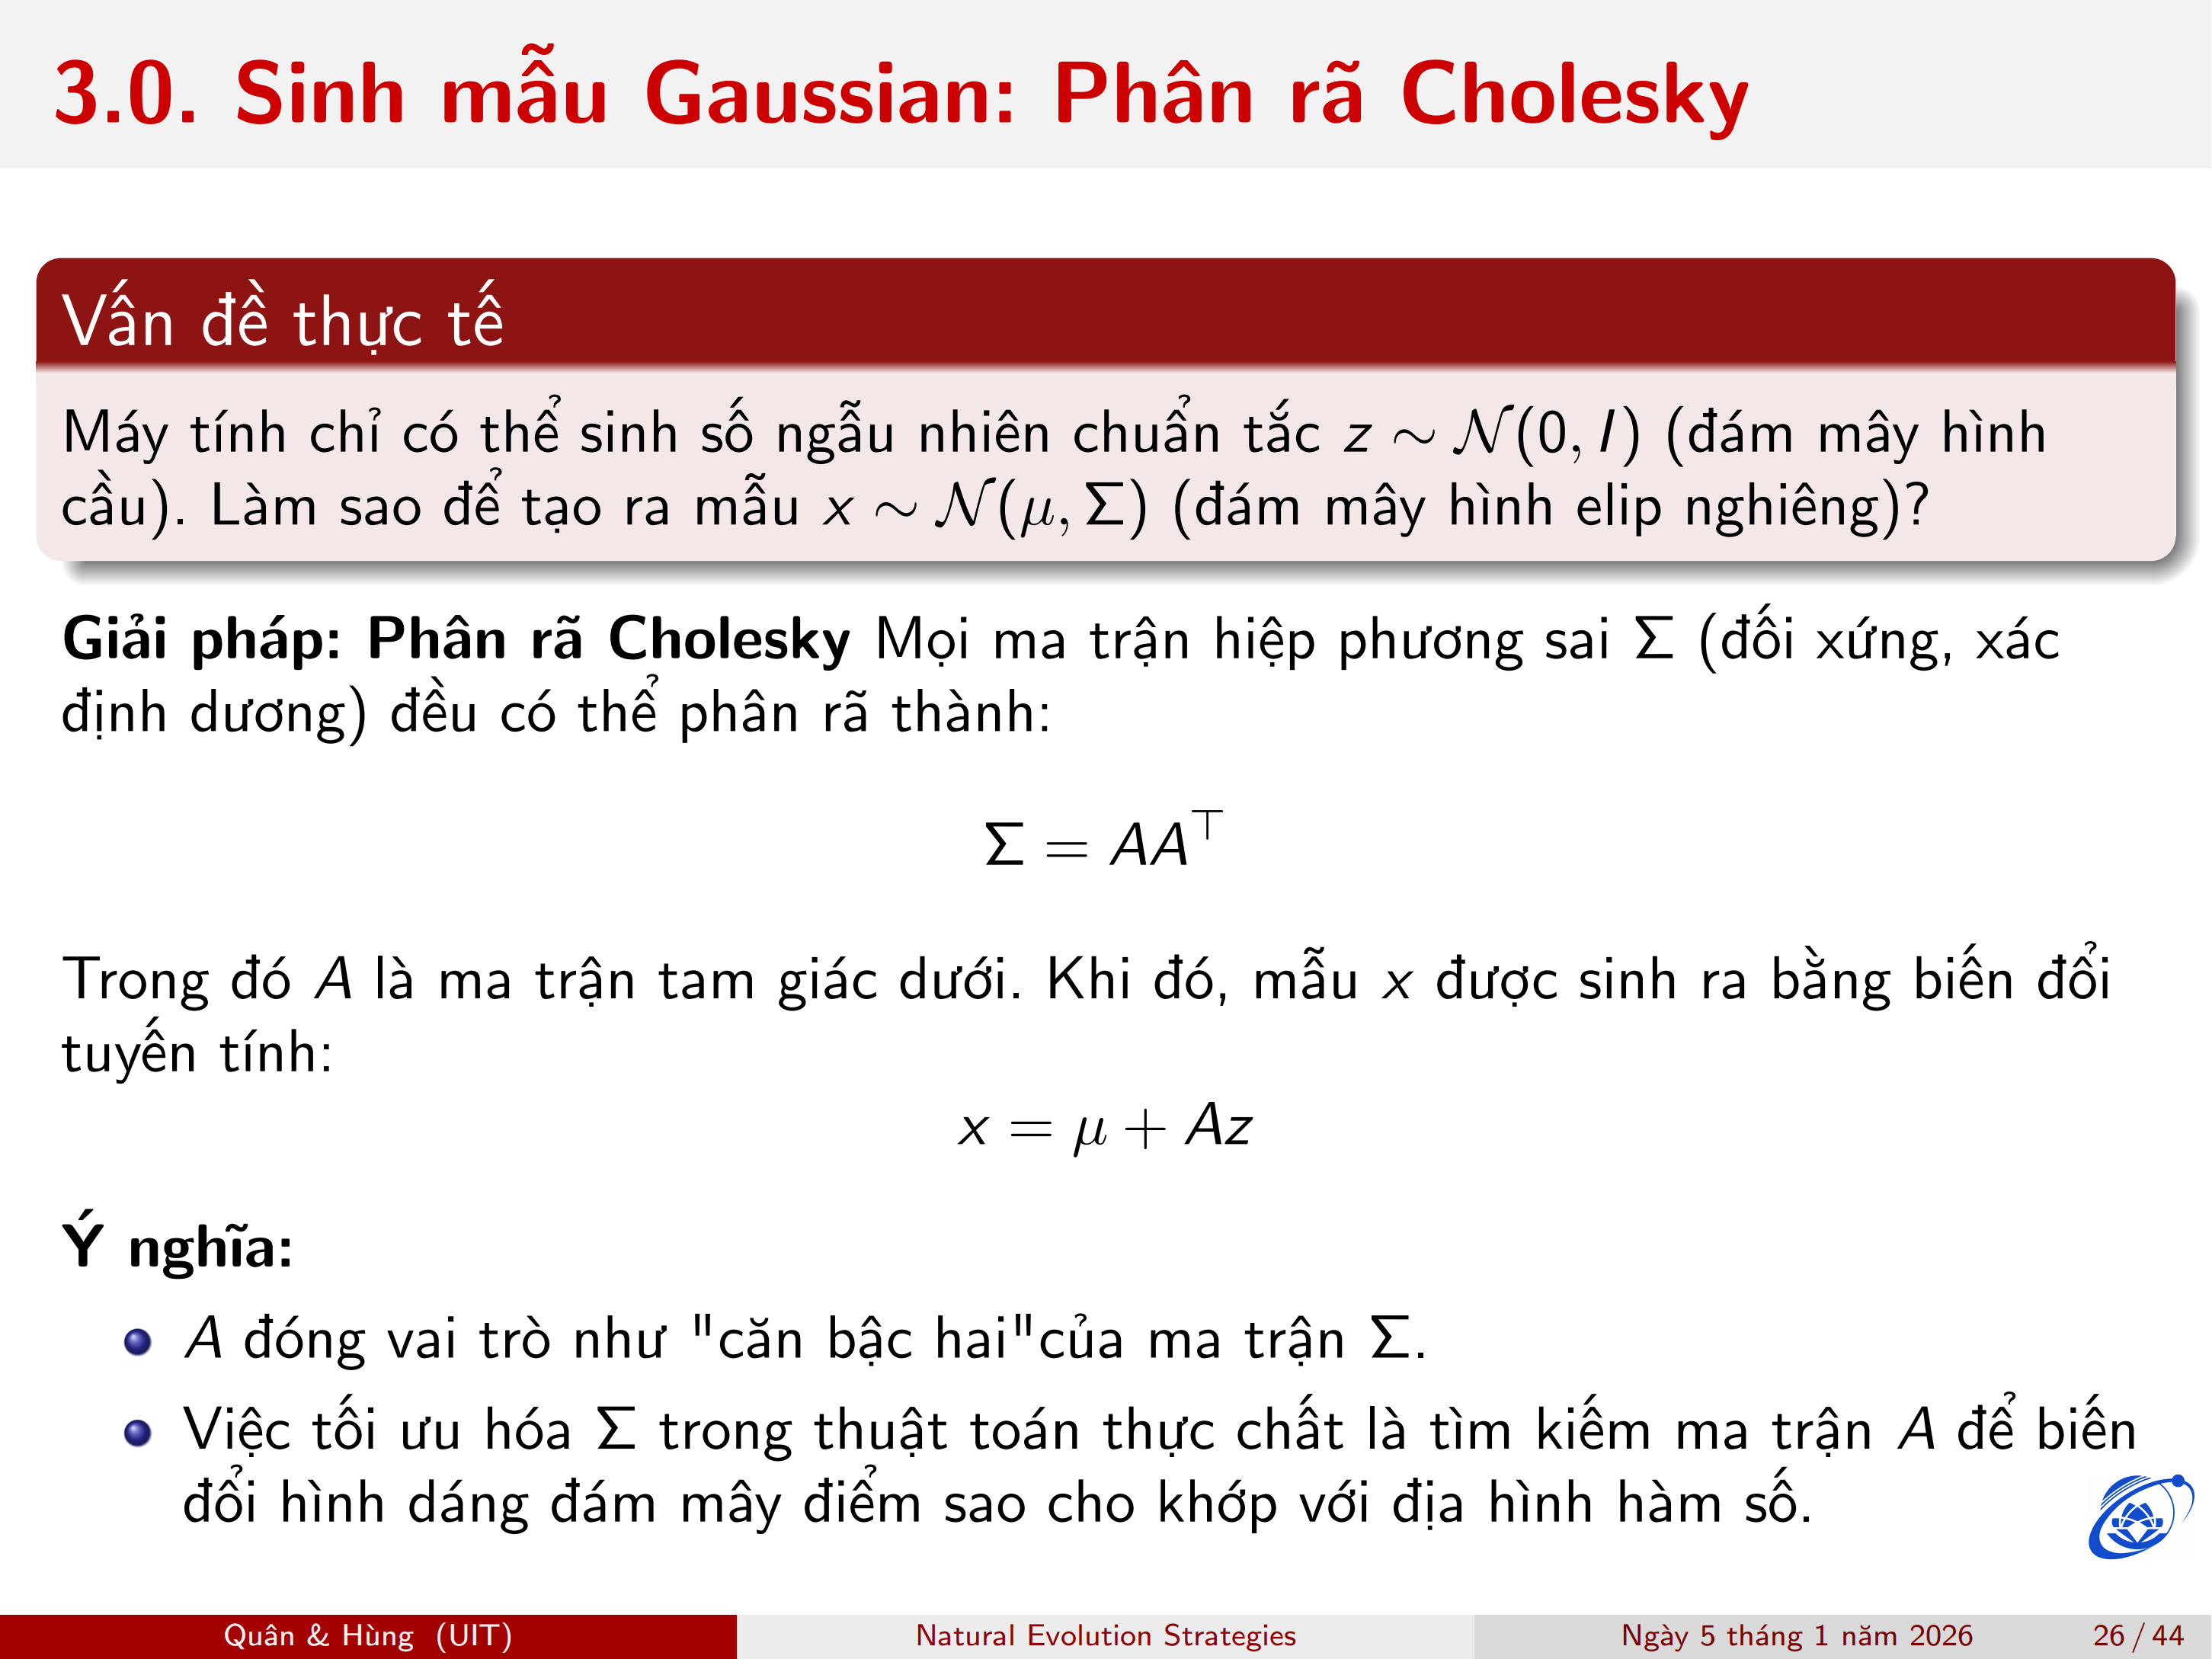 3.0. Sinh mẫu Gaussian: Phân rã Cholesky
Vấn đề thực tế
Máy tính chỉ có thể sinh số ngẫu nhiên chuẩn tắc z ∼ 𝒩(0, I) (đám mây hình
cầu). Làm sao để tạo ra mẫu x ∼ 𝒩(μ, Σ) (đám mây hình elip nghiêng)?
Giải pháp: Phân rã Cholesky Mọi ma trận hiệp phương sai Σ (đối xứng, xác
định dương) đều có thể phân rã thành:
Σ = AA⊤
Trong đó A là ma trận tam giác dưới. Khi đó, mẫu x được sinh ra bằng biến đổi
tuyến tính:
x = μ + Az
Ý nghĩa:
A đóng vai trò như "căn bậc hai"của ma trận Σ.
Việc tối ưu hóa Σ trong thuật toán thực chất là tìm kiếm ma trận A để biến
đổi hình dáng đám mây điểm sao cho khớp với địa hình hàm số.
Quân & Hùng (UIT) Natural Evolution Strategies Ngày 5 tháng 1 năm 2026 26 / 44